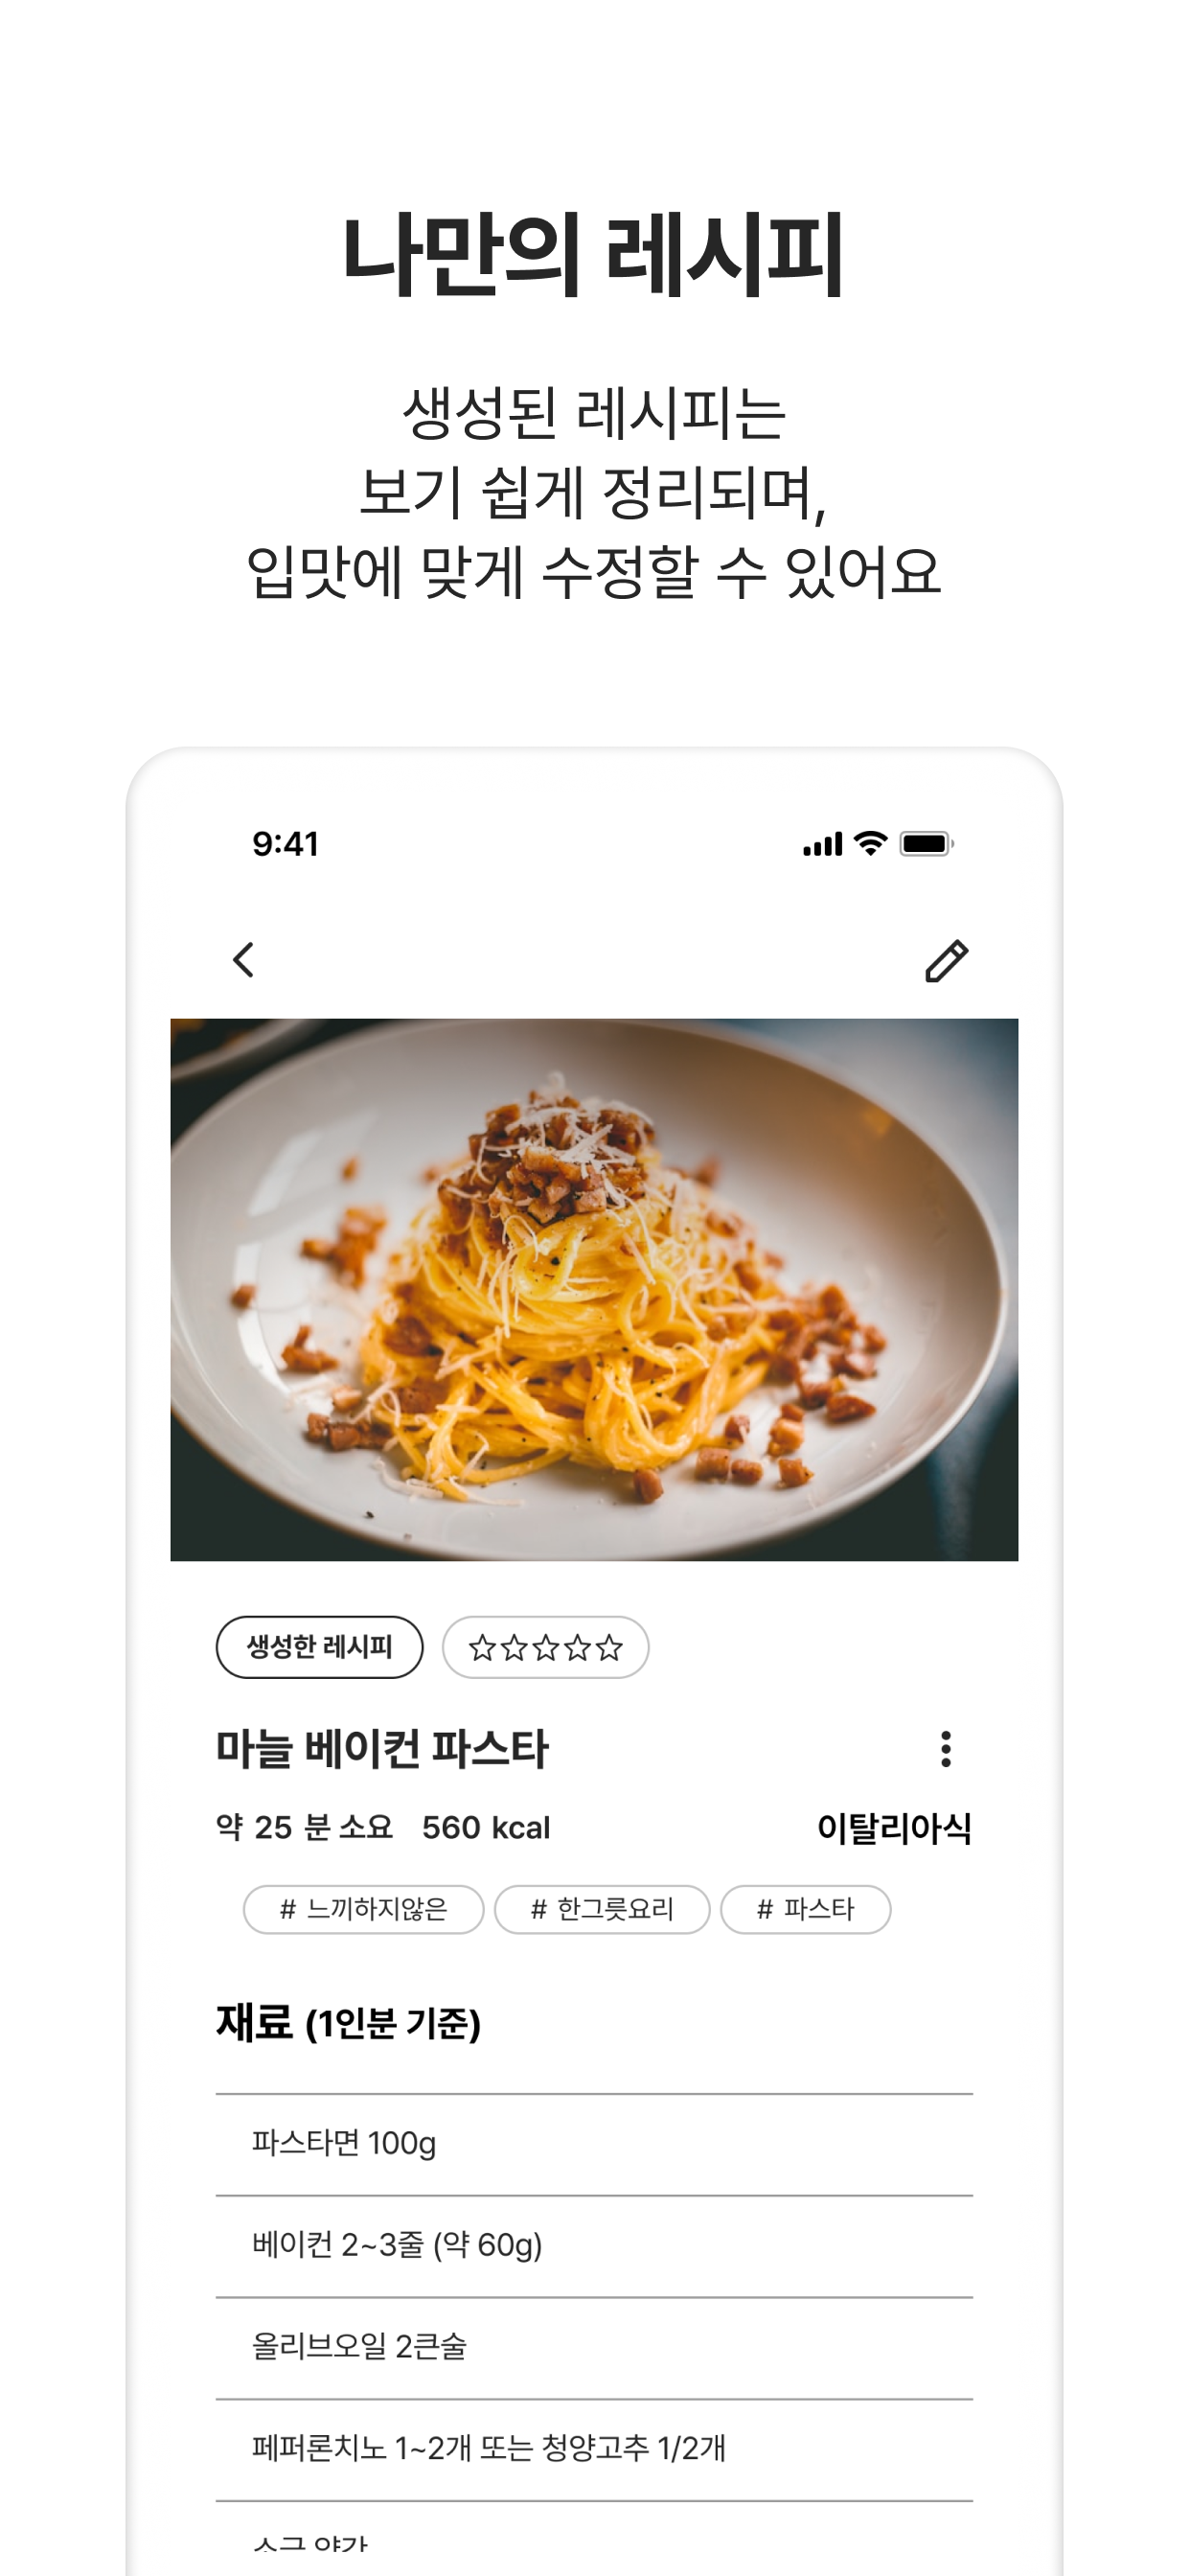 나만의 레시피
생성된 레시피는
보기 쉽게 정리되며,
입맛에 맞게 수정할 수 있어요
9:41
생성한 레시피
마늘 베이컨 파스타
약 25 분 소요 560 kcal
이탈리아식
# 느끼하지않은 # 한그릇요리 # 파스타
재료 (1인분 기준)
파스타면 100g
베이컨 2~3줄 (약 60g)
올리브오일 2큰술
페퍼론치노 1~2개 또는 청양고추 1/2개